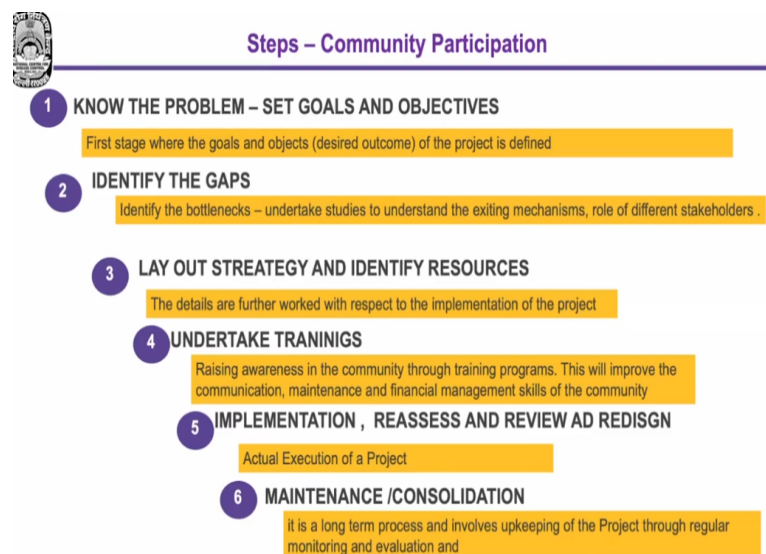 Steps – Community Participation
1
KNOW THE PROBLEM – SET GOALS AND OBJECTIVES
First stage where the goals and objects (desired outcome) of the project is defined
2
IDENTIFY THE GAPS
Identify the bottlenecks – undertake studies to understand the exiting mechanisms, role of different stakeholders .
3
LAY OUT STREATEGY AND IDENTIFY RESOURCES
The details are further worked with respect to the implementation of the project
4
UNDERTAKE TRANINIGS
Raising awareness in the community through training programs. This will improve the
communication, maintenance and financial management skills of the community
5
IMPLEMENTATION , REASSESS AND REVIEW AD REDISGN
Actual Execution of a Project
6
MAINTENANCE /CONSOLIDATION
it is a long term process and involves upkeeping of the Project through regular
monitoring and evaluation and